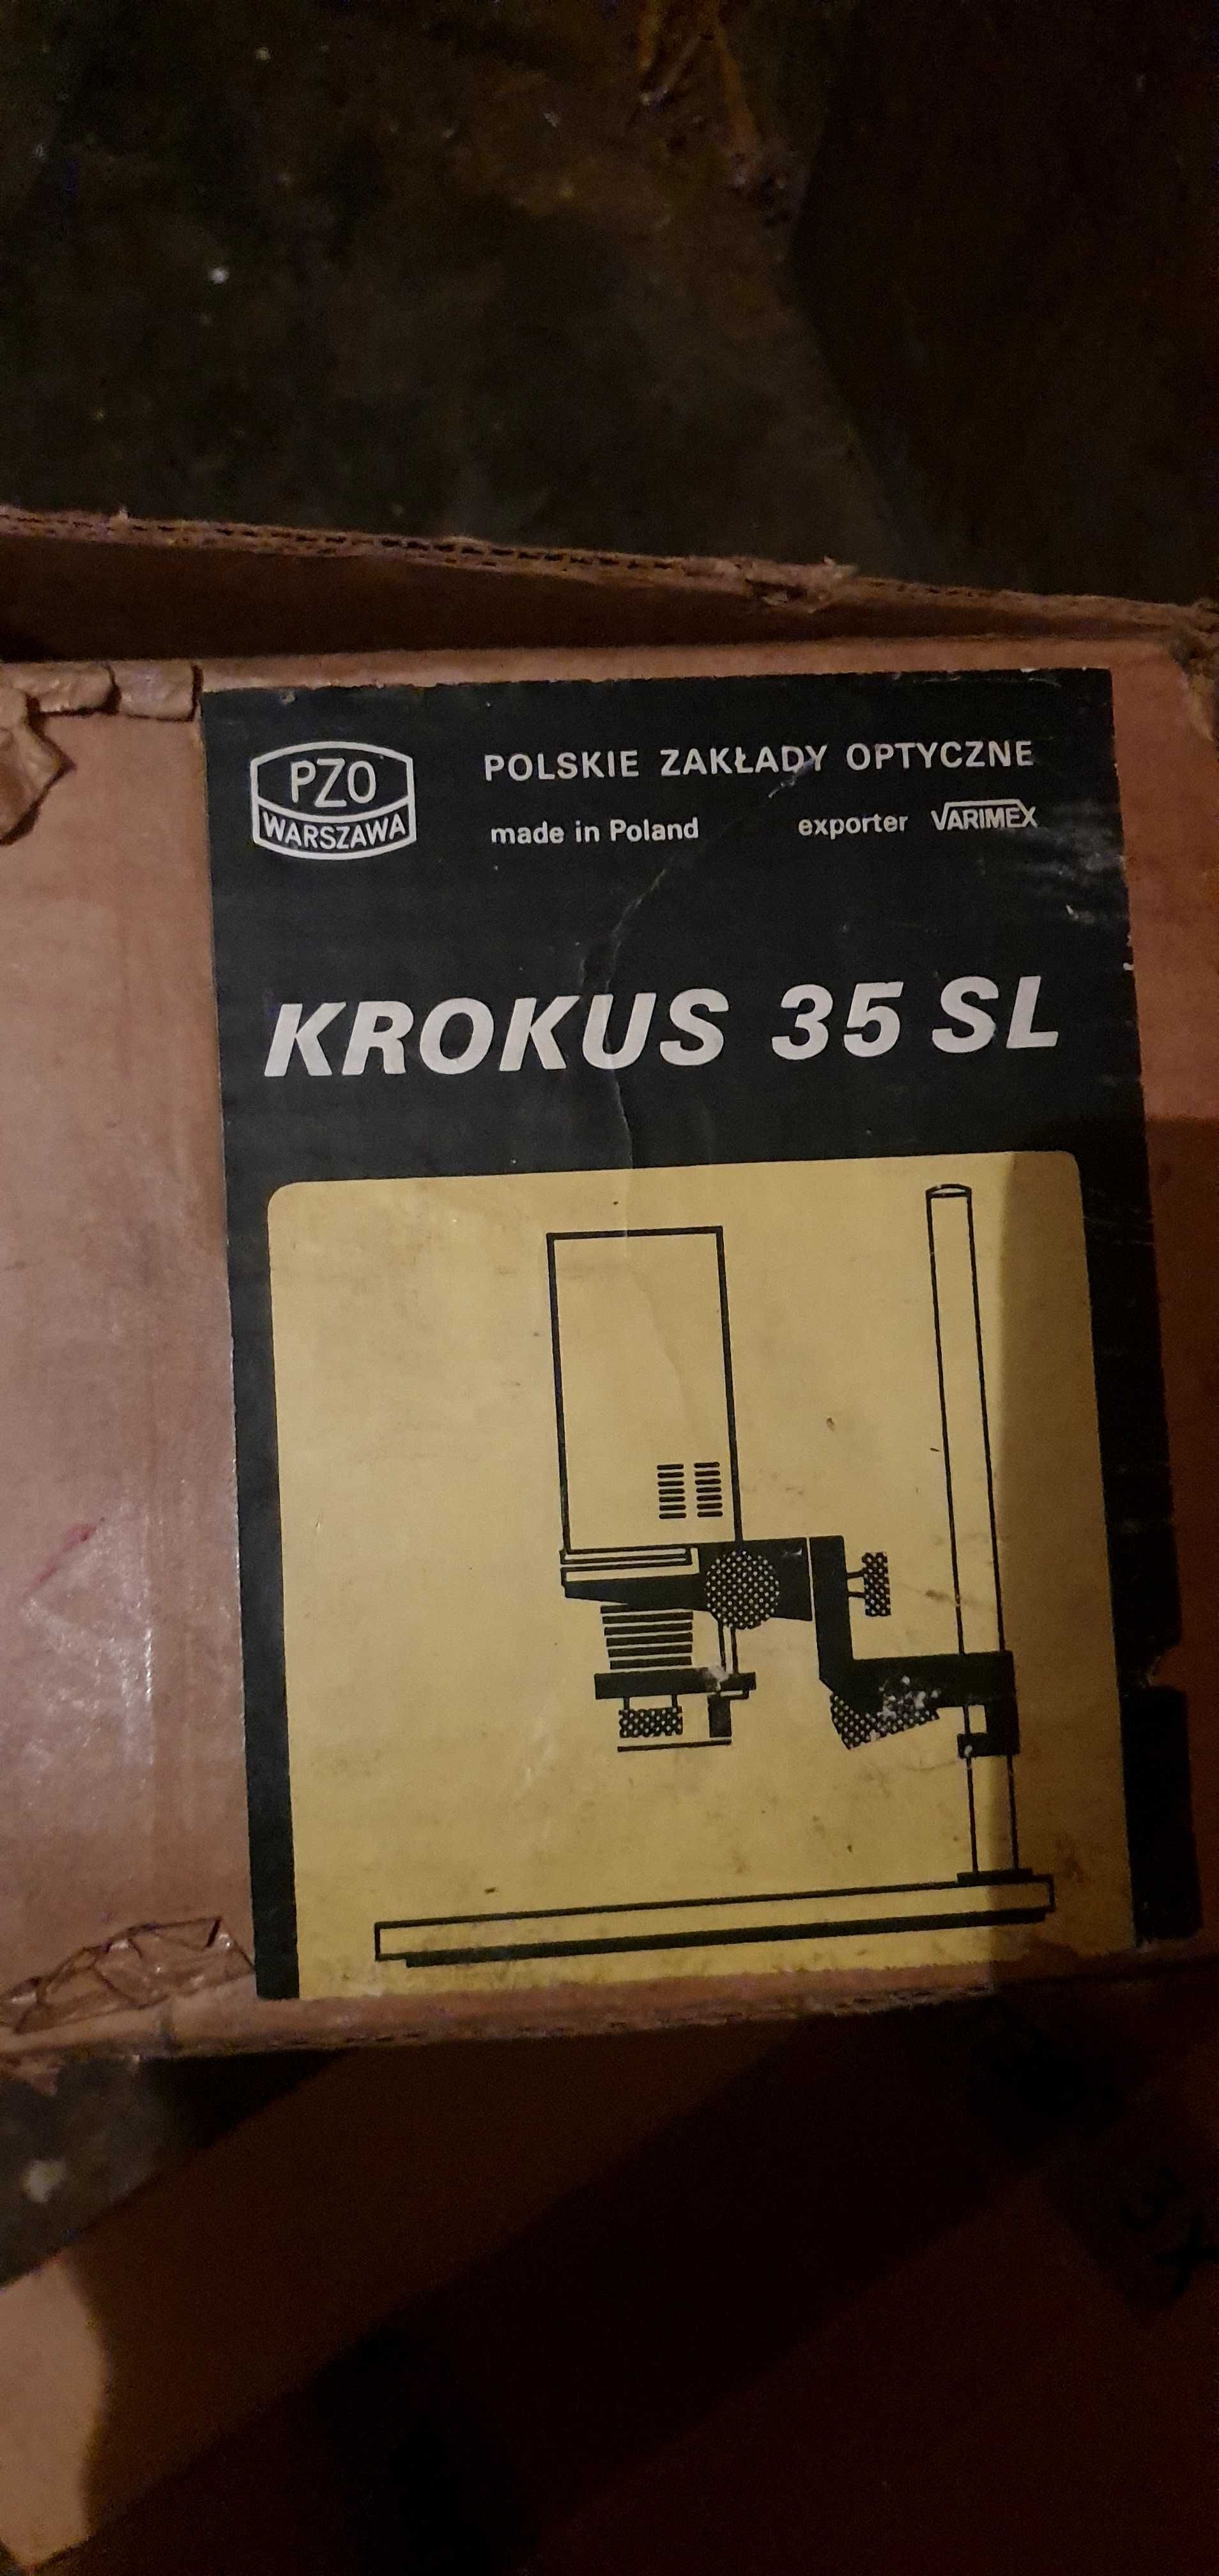 PZO
WARSZAWA
POLSKIE ZAKŁADY OPTYCZNE
made in Poland exporter VARIMEX
KROKUS 35 SL